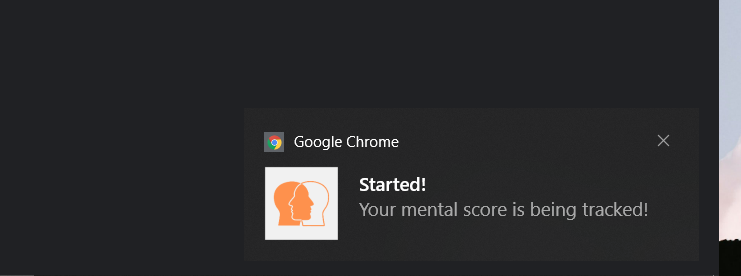 Google Chrome
Started!
Your mental score is being tracked!